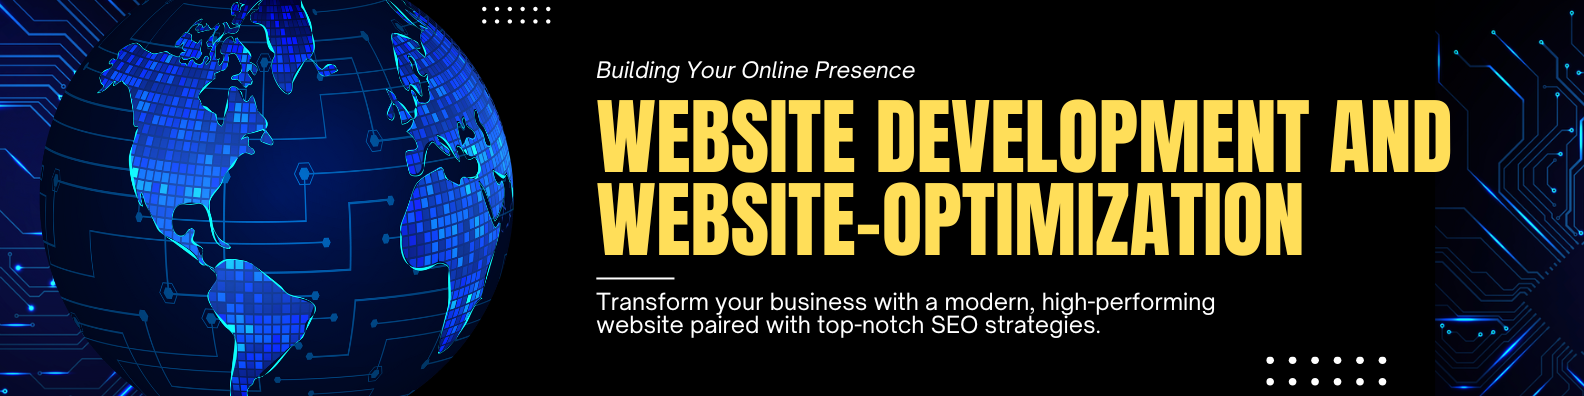 Building Your Online Presence
WEBSITE DEVELOPMENT AND
WEBSITE-OPTIMIZATION
Transform your business with a modern, high-performing
website paired with top-notch SEO strategies.